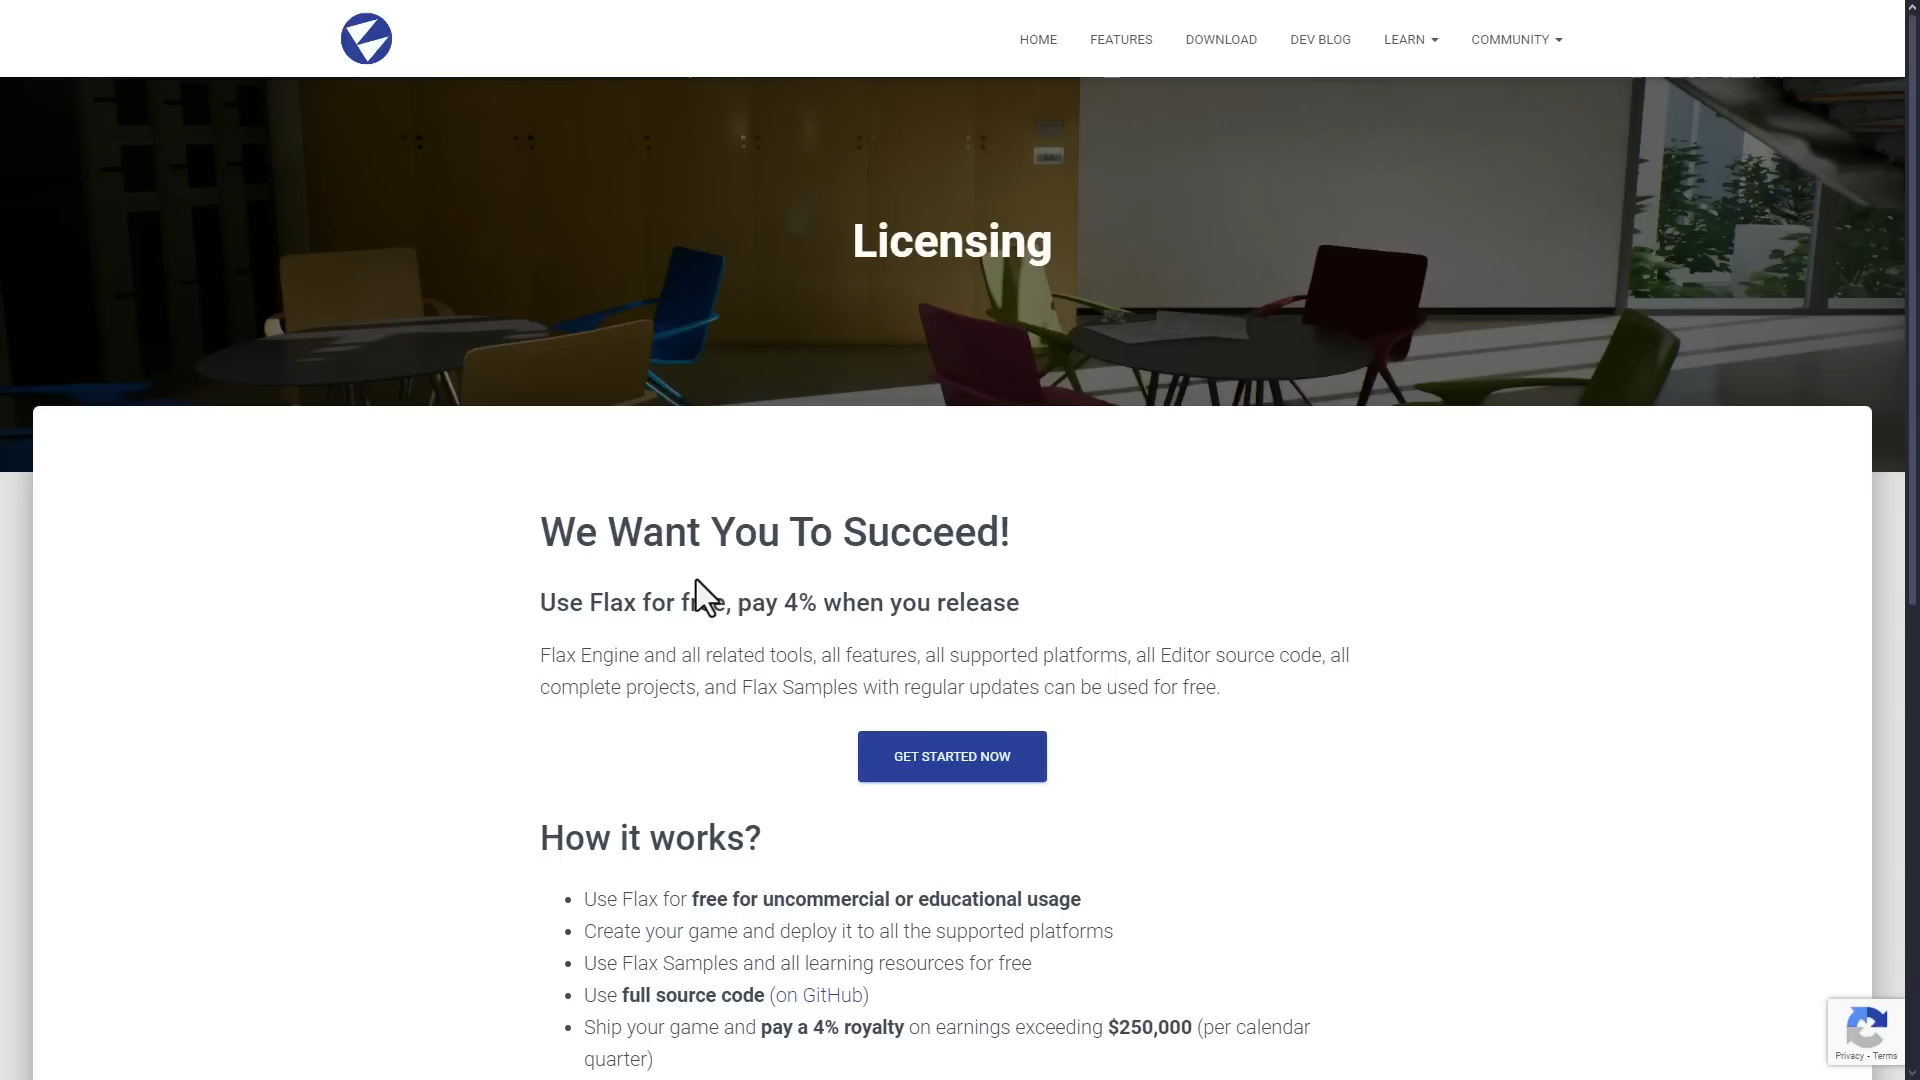 HOME FEATURES DOWNLOAD DEV BLOG LEARN COMMUNITY
Licensing
We Want You To Succeed!
Use Flax for , pay 4% when you release
Flax Engine and all related tools, all features, all supported platforms, all Editor source code, all
complete projects, and Flax Samples with regular updates can be used for free.
GET STARTED NOW
How it works?
• Use Flax for free for uncommercial or educational usage
• Create your game and deploy it to all the supported platforms
• Use Flax Samples and all learning resources for free
• Use full source code (on GitHub)
• Ship your game and pay a 4% royalty on earnings exceeding $250,000 (per calendar
quarter)
Privacy - Terms